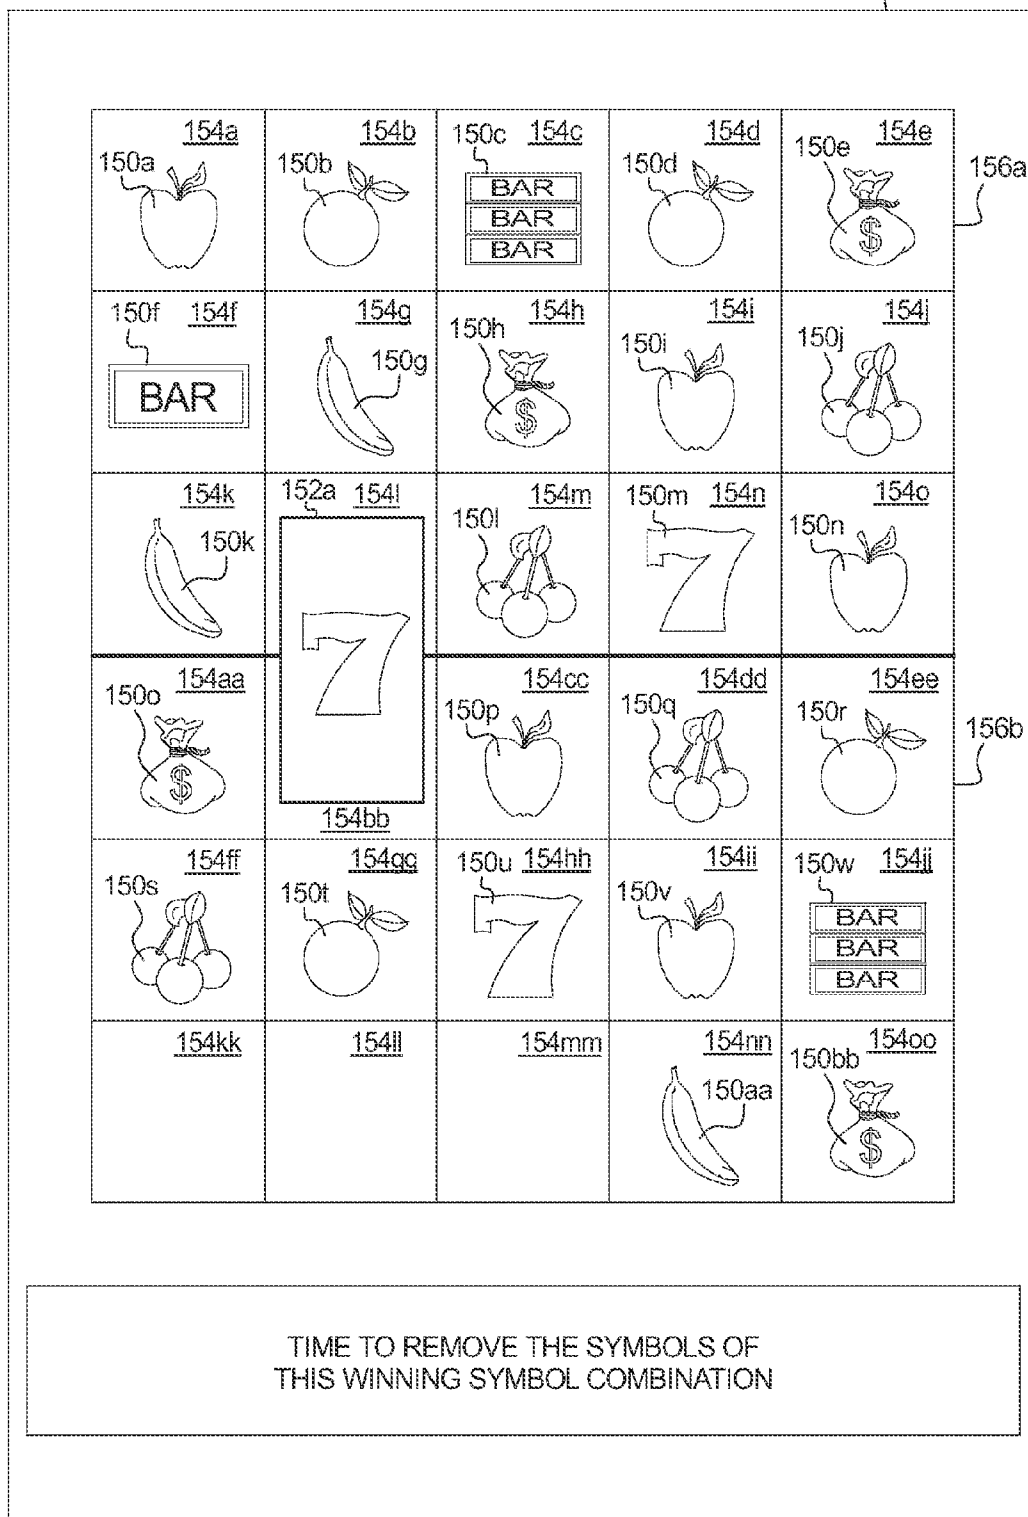 154a 154b 150c 154c 154d 154e
150a 150b 150d 150e 156a
BAR
BAR
$
BAR
150f 154f 154g 154h 154i 154j
150g 150h 150i 150j
BAR
$
154k 152a 154l 154m 150m 154n 154o
150k 150l 150n
7
7
154aa 154cc 154dd 154ee
150o 150p 150q 150r 156b
$
154bb
154ff 154gg 150u 154hh 154ii 150w 154jj
150s 150t 7 150v
BAR
BAR
BAR
154kk 154ll 154mm 154nn 154oo
150bb
150aa
$
TIME TO REMOVE THE SYMBOLS OF
THIS WINNING SYMBOL COMBINATION